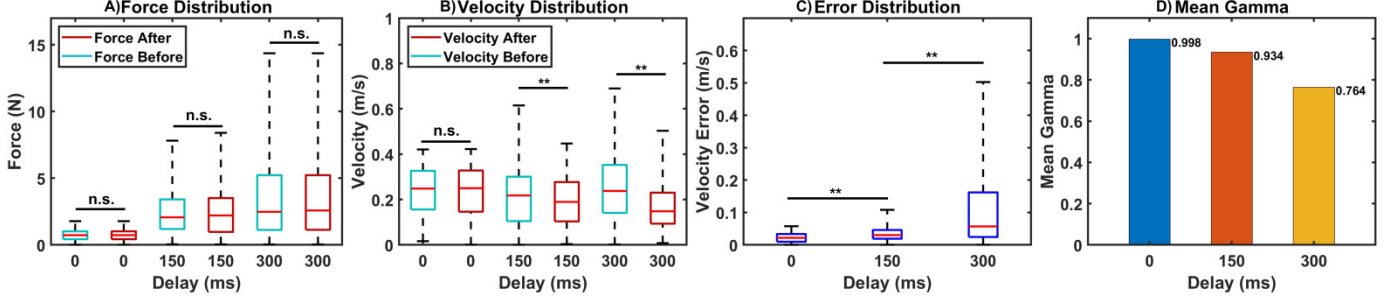 A)Force Distribution
Force (N)
15
10
5
0
Force After
Force Before
n.s.
n.s.
n.s.
0 0 150 150 300 300
Delay (ms)
B)Velocity Distribution
Velocity (m/s)
1
0.8
0.6
0.4
0.2
0
Velocity After
Velocity Before
n.s.
**
**
0 0 150 150 300 300
Delay (ms)
C)Error Distribution
Velocity Error (m/s)
0.6
0.5
0.4
0.3
0.2
0.1
0
**
**
0 150 300
Delay (ms)
D)Mean Gamma
Mean Gamma
1
0.8
0.6
0.4
0.2
0
0.998
0.934
0.764
0 150 300
Delay (ms)